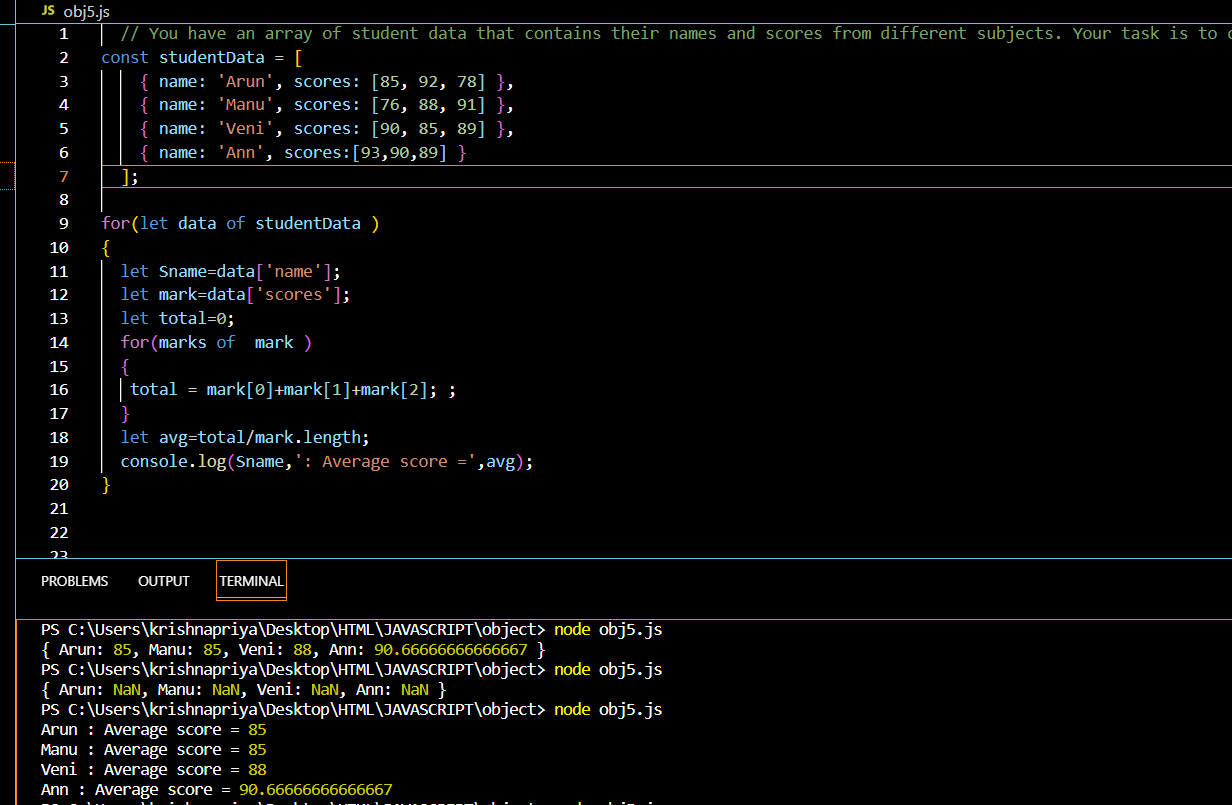 JS obj5.js
1 // You have an array of student data that contains their names and scores from different subjects. Your task is to
2 const studentData = [
3 { name: 'Arun', scores: [85, 92, 78] },
4 { name: 'Manu', scores: [76, 88, 91] },
5 { name: 'Veni', scores: [90, 85, 89] },
6 { name: 'Ann', scores:[93,90,89] }
7 ];
8
9 for(let data of studentData )
10 {
11 let Sname=data['name'];
12 let mark=data['scores'];
13 let total=0;
14 for(marks of  mark )
15 {
16 total = mark[0]+mark[1]+mark[2]; ;
17 }
18 let avg=total/mark.length;
19 console.log(Sname,': Average score =',avg);
20 }
21
22
23
PROBLEMS OUTPUT TERMINAL
PS C:\Users\krishnapriya\Desktop\HTML\JAVASCRIPT\object> node obj5.js
{ Arun: 85, Manu: 85, Veni: 88, Ann: 90.66666666666667 }
PS C:\Users\krishnapriya\Desktop\HTML\JAVASCRIPT\object> node obj5.js
{ Arun: NaN, Manu: NaN, Veni: NaN, Ann: NaN }
PS C:\Users\krishnapriya\Desktop\HTML\JAVASCRIPT\object> node obj5.js
Arun : Average score = 85
Manu : Average score = 85
Veni : Average score = 88
Ann : Average score = 90.66666666666667